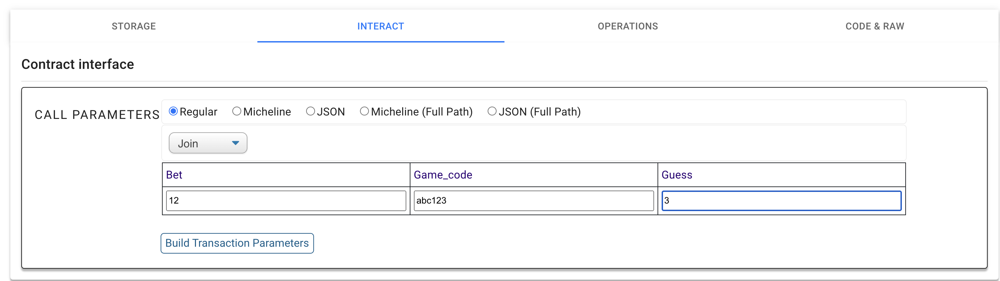 STORAGE INTERACT OPERATIONS CODE & RAW
Contract interface
CALL PARAMETERS Regular Micheline JSON Micheline (Full Path) JSON (Full Path)
Join
Bet Game_code Guess
12 abc123 3
Build Transaction Parameters